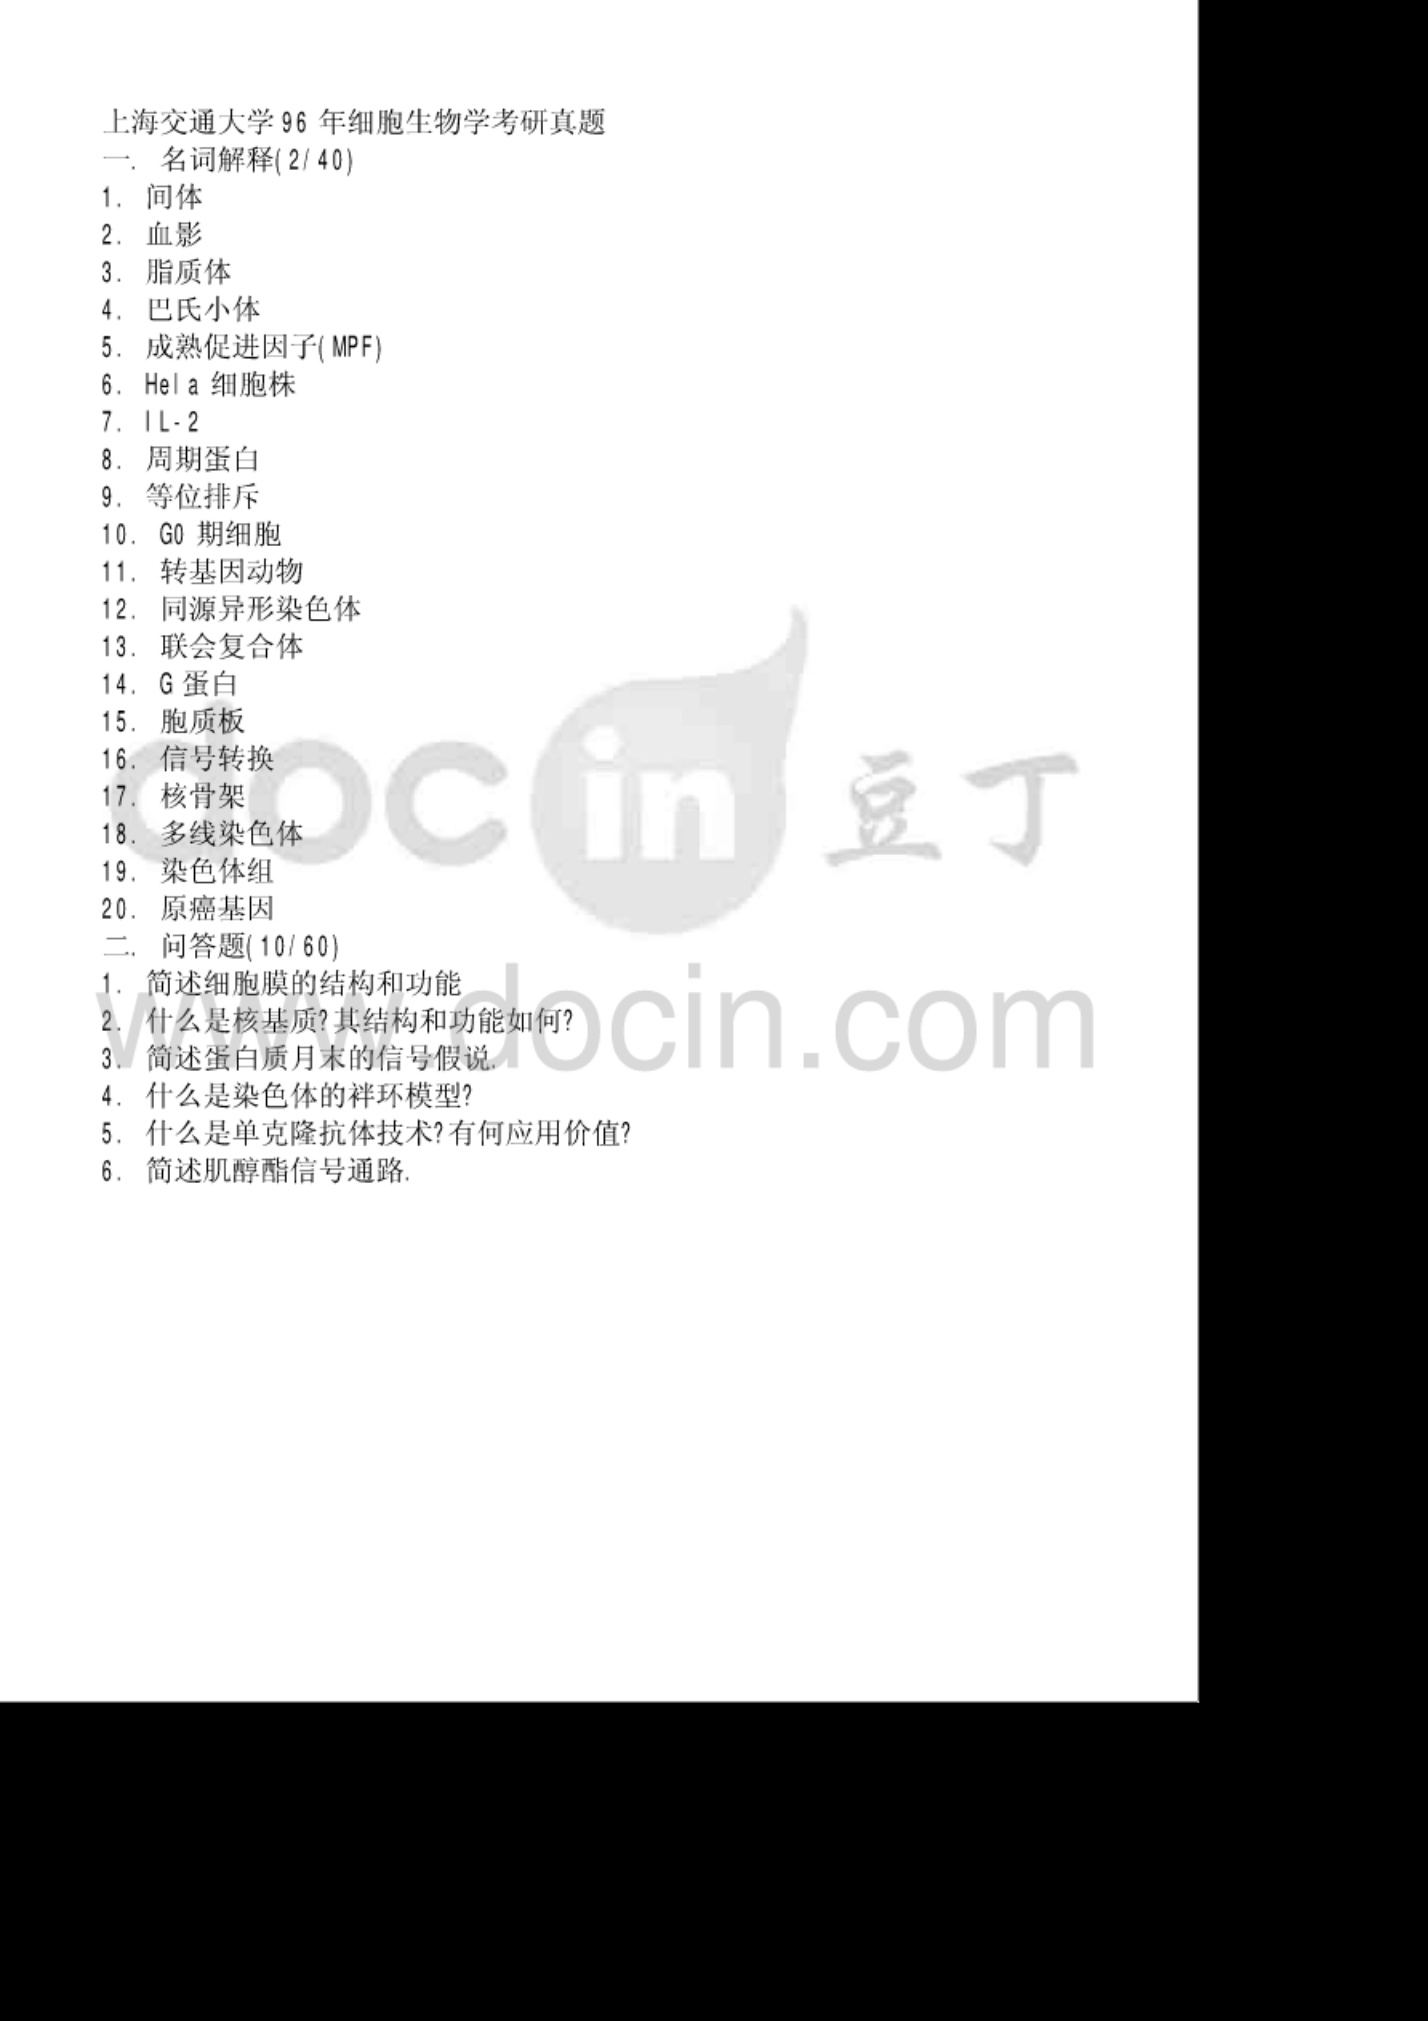 上海交通大学96 年细胞生物学考研真题
一. 名词解释(2/40)
1. 间体
2. 血影
3. 脂质体
4. 巴氏小体
5. 成熟促进因子(MPF)
6. Hela 细胞株
7. IL-2
8. 周期蛋白
9. 等位排斥
10. G0 期细胞
11. 转基因动物
12. 同源异形染色体
13. 联会复合体
14. G 蛋白
15. 胞质板
16. 信号转换
17. 核骨架
18. 多线染色体
19. 染色体组
20. 原癌基因
二. 问答题(10/60)
1. 简述细胞膜的结构和功能
2. 什么是核基质?其结构和功能如何?
3. 简述蛋白质月末的信号假说.
4. 什么是染色体的袢环模型?
5. 什么是单克隆抗体技术?有何应用价值?
6. 简述肌醇酯信号通路.
docin 豆丁
www.docin.com